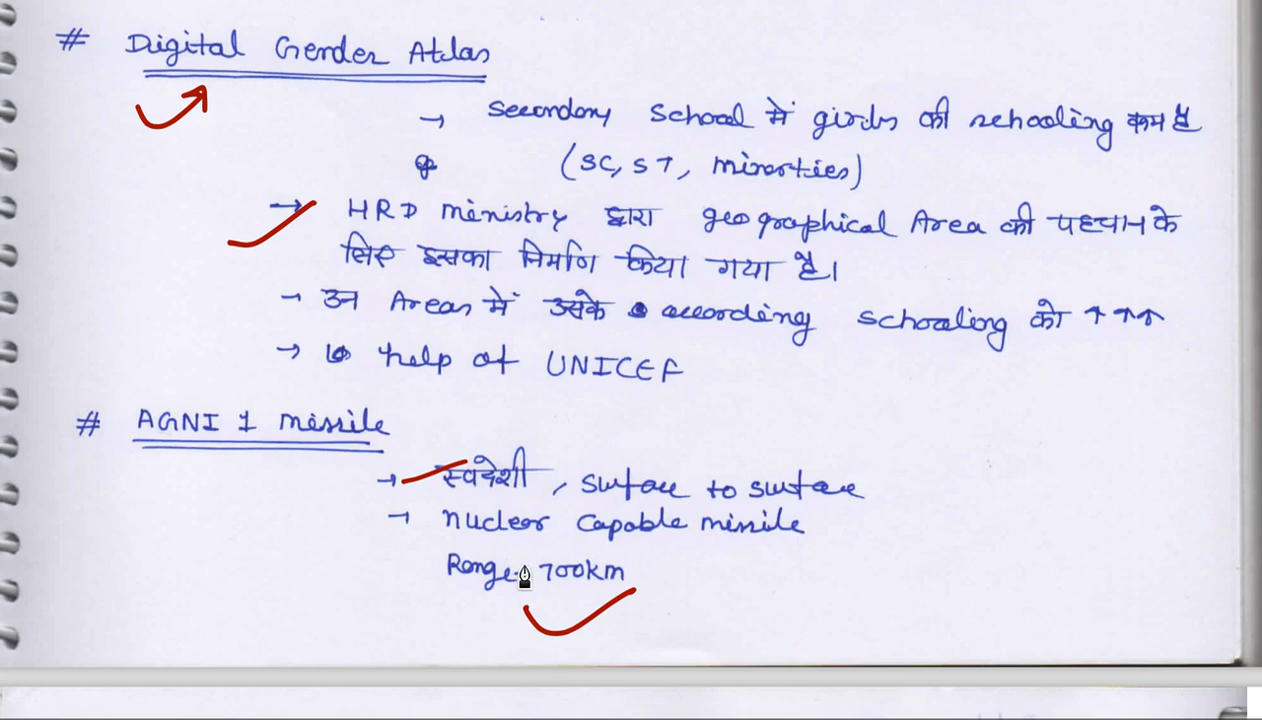 # Digital Gender Atlas
→ secondary School में girls की schooling कम है
(SC, ST, minorties)
→ HRD ministry द्वारा geographical Area की पहचान के
लिए इसका निर्माण किया गया है।
→ उन Areas में उसके according schooling को ↑↑↑
→ help of UNICEF
# AGNI 1 missile
→ स्वदेशी, surface to surface
→ nuclear capable missile
Range: 700km